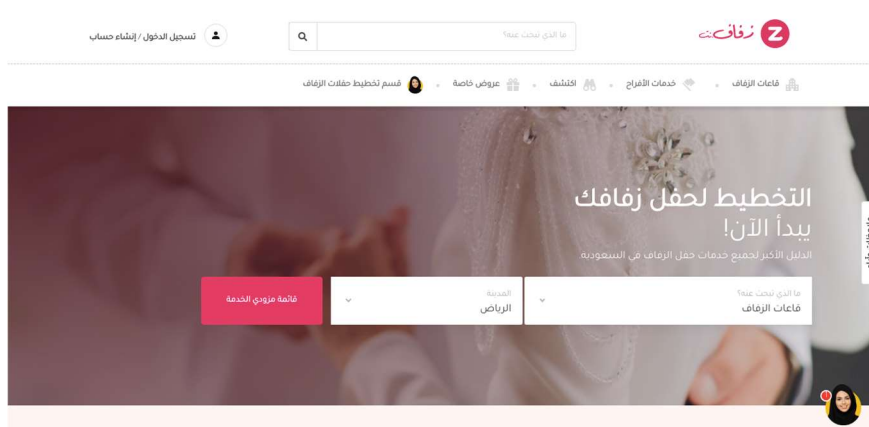 زفاف.نت
ما الذي تبحث عنه؟
تسجيل الدخول / إنشاء حساب
قاعات الزفاف
خدمات الأفراح
اكتشف
عروض خاصة
قسم تخطيط حفلات الزفاف
التخطيط لحفل زفافك
يبدأ الآن!
الدليل الأكبر لجميع خدمات حفل الزفاف في السعودية
ما الذي تبحث عنه؟
قاعات الزفاف
المدينة
الرياض
قائمة مزودي الخدمة